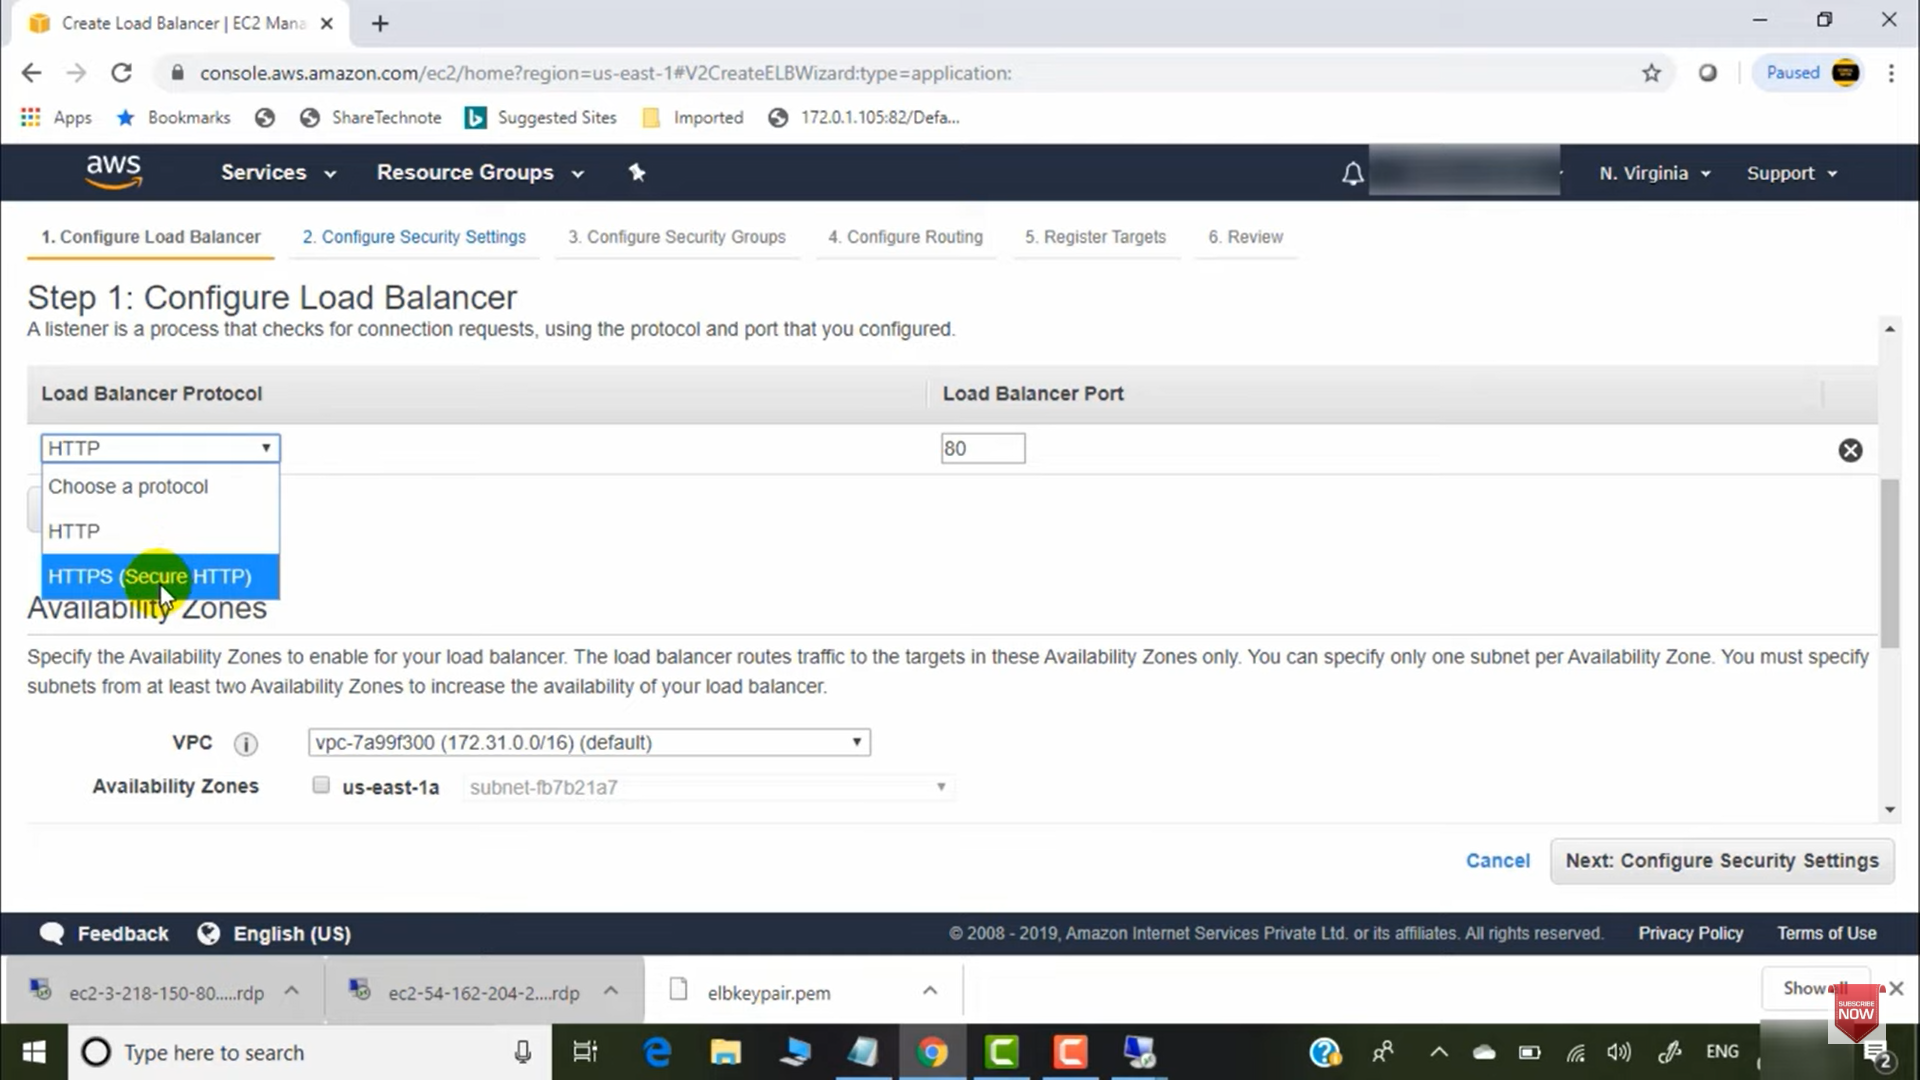 Create Load Balancer | EC2 Mana
console.aws.amazon.com/ec2/home?region=us-east-1#V2CreateELBWizard:type=application:
Paused
Apps
Bookmarks
ShareTechnote
Suggested Sites
Imported
172.0.1.105:82/Defa...
aws
Services
Resource Groups
N. Virginia
Support
1. Configure Load Balancer
2. Configure Security Settings
3. Configure Security Groups
4. Configure Routing
5. Register Targets
6. Review
Step 1: Configure Load Balancer
A listener is a process that checks for connection requests, using the protocol and port that you configured.
Load Balancer Protocol
Load Balancer Port
HTTP
80
Choose a protocol
HTTP
HTTPS (Secure HTTP)
Availability Zones
Specify the Availability Zones to enable for your load balancer. The load balancer routes traffic to the targets in these Availability Zones only. You can specify only one subnet per Availability Zone. You must specify
subnets from at least two Availability Zones to increase the availability of your load balancer.
VPC
vpc-7a99f300 (172.31.0.0/16) (default)
Availability Zones
us-east-1a
subnet-fb7b21a7
Cancel
Next: Configure Security Settings
Feedback
English (US)
© 2008 - 2019, Amazon Internet Services Private Ltd. or its affiliates. All rights reserved.
Privacy Policy
Terms of Use
ec2-3-218-150-80.....rdp
ec2-54-162-204-2....rdp
elbkeypair.pem
Show all
SUBSCRIBE
NOW
Type here to search
ENG
2